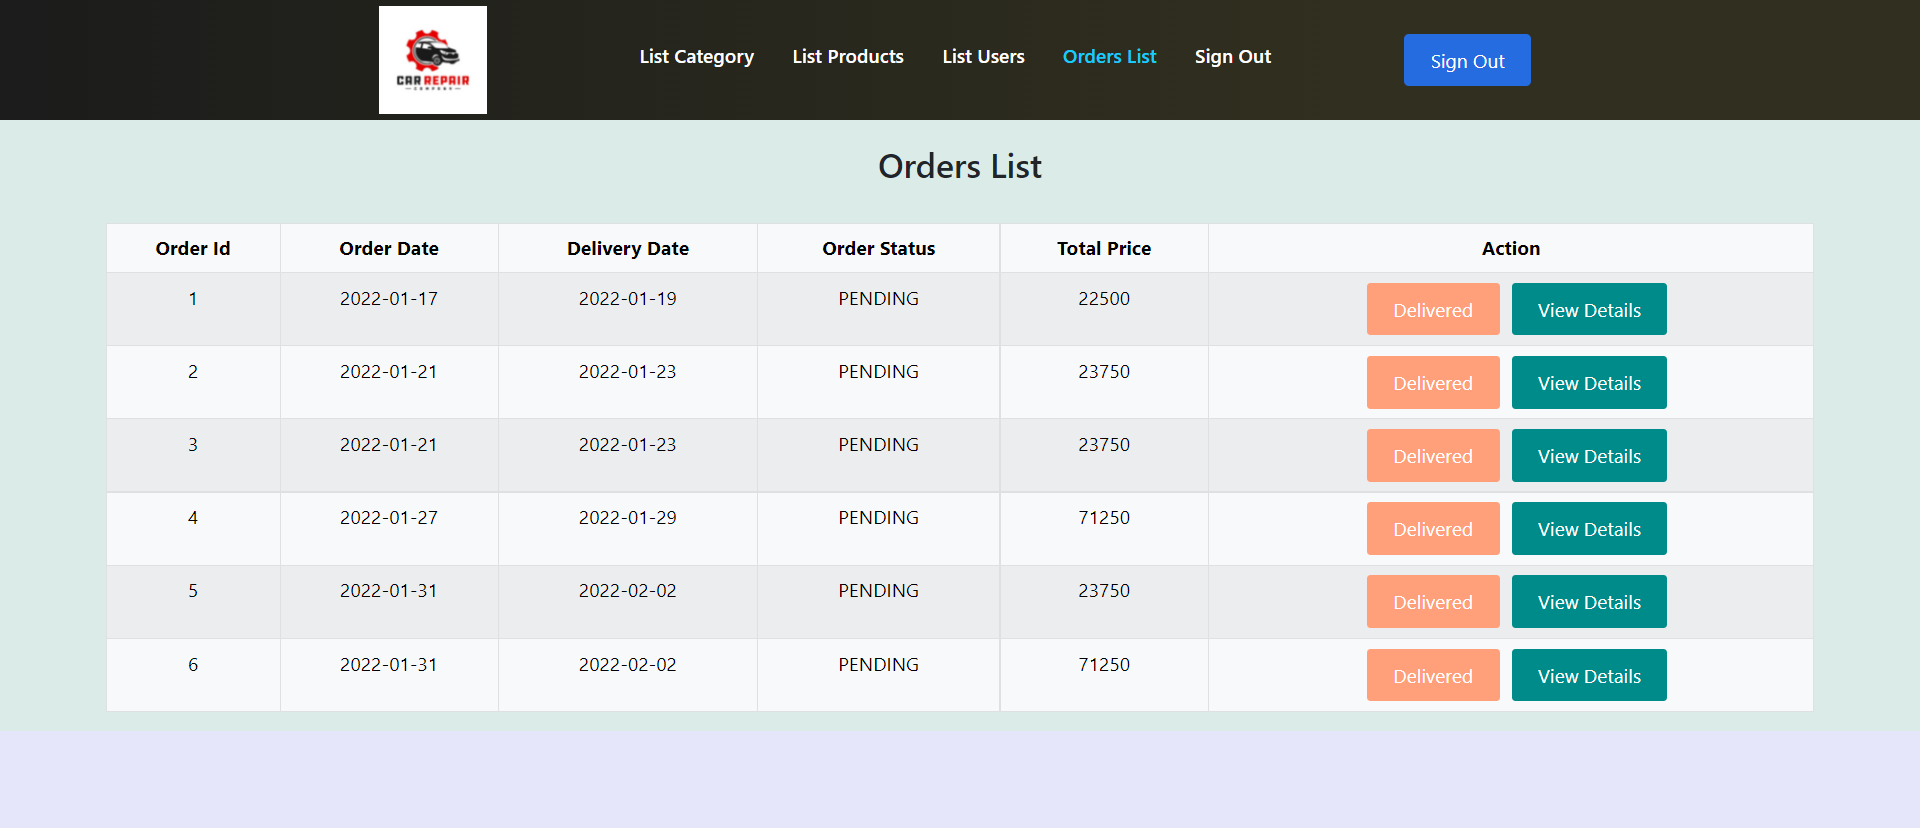 CAR REPAIR
COMPANY
List Category List Products List Users Orders List Sign Out Sign Out
Orders List
Order Id Order Date Delivery Date Order Status Total Price Action
1 2022-01-17 2022-01-19 PENDING 22500 Delivered View Details
2 2022-01-21 2022-01-23 PENDING 23750 Delivered View Details
3 2022-01-21 2022-01-23 PENDING 23750 Delivered View Details
4 2022-01-27 2022-01-29 PENDING 71250 Delivered View Details
5 2022-01-31 2022-02-02 PENDING 23750 Delivered View Details
6 2022-01-31 2022-02-02 PENDING 71250 Delivered View Details